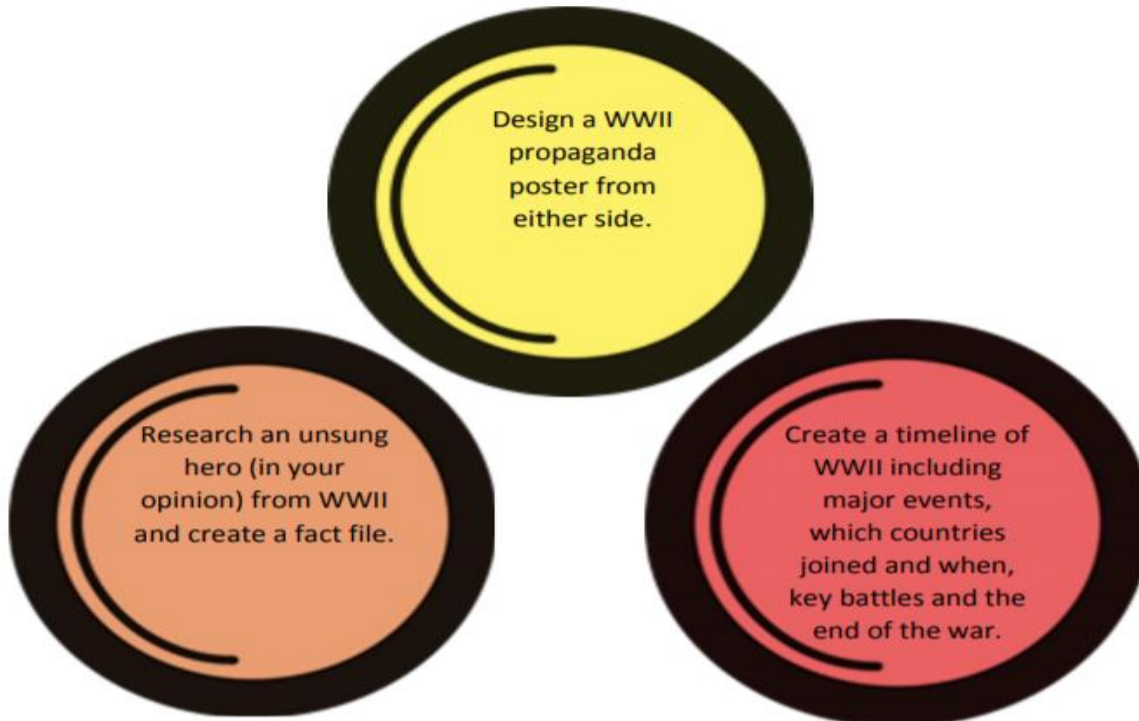 Design a WWII
propaganda
poster from
either side.
Research an unsung
hero (in your
opinion) from WWII
and create a fact file.
Create a timeline of
WWII including
major events,
which countries
joined and when,
key battles and the
end of the war.